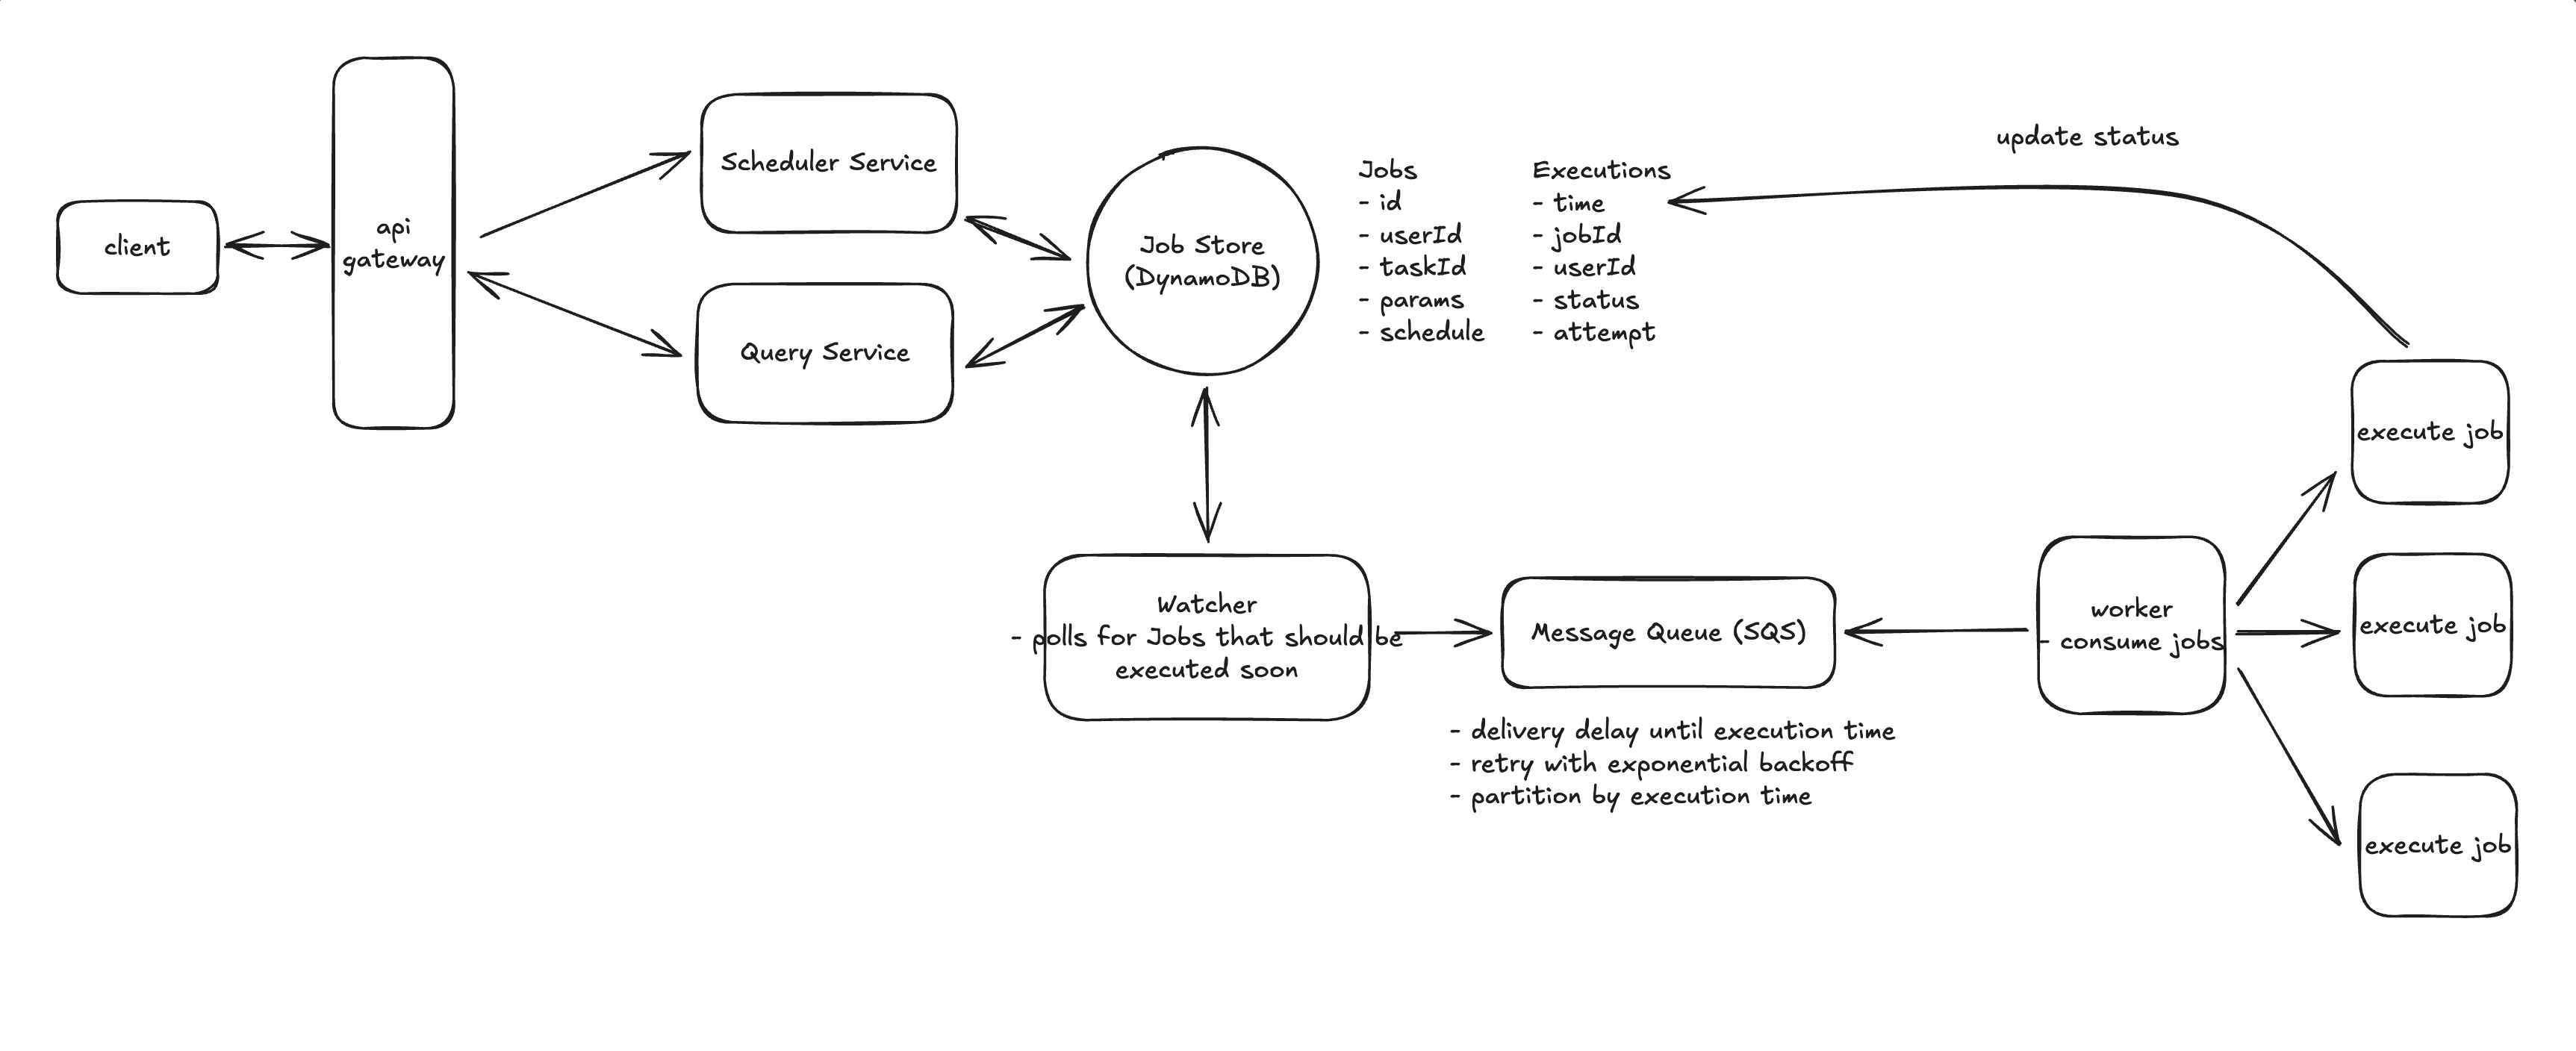 client
api
gateway
Scheduler Service
Query Service
Job Store
(DynamoDB)
Jobs
- id
- userId
- taskId
- params
- schedule
Executions
- time
- jobId
- userId
- status
- attempt
update status
Watcher
- polls for Jobs that should be
executed soon
Message Queue (SQS)
- delivery delay until execution time
- retry with exponential backoff
- partition by execution time
worker
- consume jobs
execute job
execute job
execute job